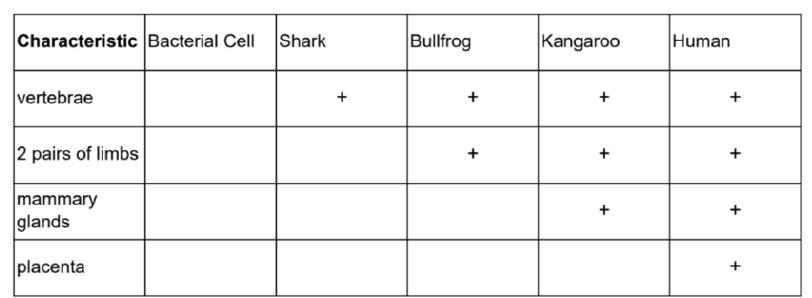 Characteristic Bacterial Cell Shark Bullfrog Kangaroo Human
vertebrae + + + +
2 pairs of limbs + + +
mammary
glands + +
placenta +